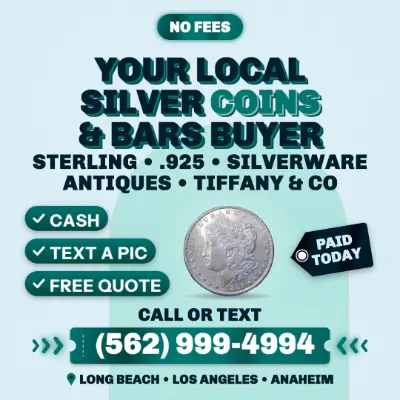 NO FEES
YOUR LOCAL
SILVER COINS
& BARS BUYER
STERLING • .925 • SILVERWARE
ANTIQUES • TIFFANY & CO
CASH
TEXT A PIC
FREE QUOTE
PAID
TODAY
CALL OR TEXT
(562) 999-4994
LONG BEACH • LOS ANGELES • ANAHEIM